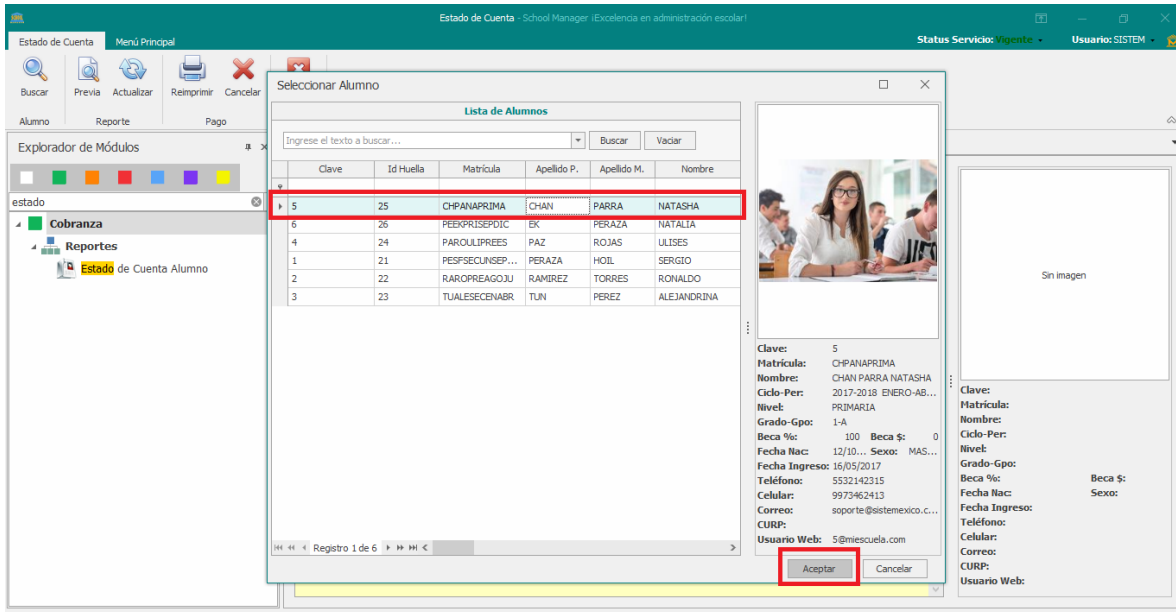 Estado de Cuenta - School Manager ¡Excelencia en administración escolar!
Estado de Cuenta Menú Principal Status Servicio: Vigente Usuario: SISTEM
Buscar Previa Actualizar Reimprimir Cancelar
Alumno Reporte Pago
Explorador de Módulos
estado
Cobranza
Reportes
Estado de Cuenta Alumno
Seleccionar Alumno
Lista de Alumnos
Ingrese el texto a buscar... Buscar Vaciar
Clave Id Huella Matrícula Apellido P. Apellido M. Nombre
5 25 CHPANAPRIMA CHAN PARRA NATASHA
6 26 PEEKPRISEPDIC EK PERAZA NATALIA
4 24 PAROULIPREES PAZ ROJAS ULISES
1 21 PESFSECUNSEP... PERAZA HOIL SERGIO
2 22 RAROPREAGOJU RAMIREZ TORRES RONALDO
3 23 TUALESECENABR TUN PEREZ ALEJANDRINA
Registro 1 de 6
Clave: 5
Matrícula: CHPANAPRIMA
Nombre: CHAN PARRA NATASHA
Ciclo-Per: 2017-2018 ENERO-AB...
Nivel: PRIMARIA
Grado-Gpo: 1-A
Beca %: 100 Beca $: 0
Fecha Nac: 12/10... Sexo: MAS...
Fecha Ingreso: 16/05/2017
Teléfono: 5532142315
Celular: 9973462413
Correo: soporte@sistemexico.c...
CURP:
Usuario Web: 5@miescuela.com
Aceptar Cancelar
Sin imagen
Clave:
Matrícula:
Nombre:
Ciclo-Per:
Nivel:
Grado-Gpo:
Beca %: Beca $:
Fecha Nac: Sexo:
Fecha Ingreso:
Teléfono:
Celular:
Correo:
CURP:
Usuario Web: